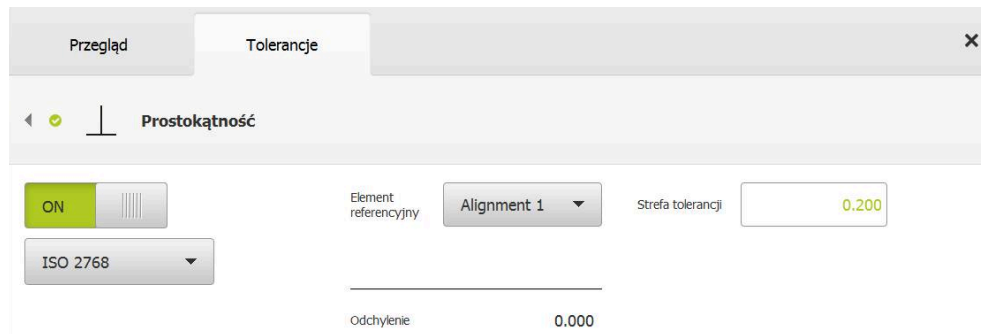 Przegląd
Tolerancje
Prostokątność
ON
Element
referencyjny
Alignment 1
Strefa tolerancji
0.200
ISO 2768
Odchylenie
0.000